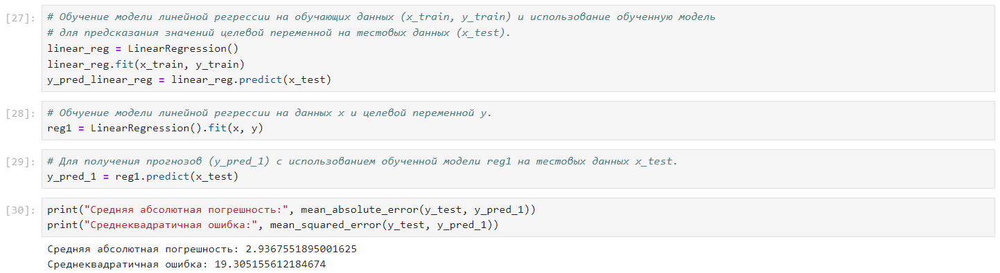 [27]:
# Обучение модели линейной регрессии на обучающих данных (x_train, y_train) и использование обученную модель
# для предсказания значений целевой переменной на тестовых данных (x_test).
linear_reg = LinearRegression()
linear_reg.fit(x_train, y_train)
y_pred_linear_reg = linear_reg.predict(x_test)
[28]:
# Обчуение модели линейной регрессии на данных x и целевой переменной y.
reg1 = LinearRegression().fit(x, y)
[29]:
# Для получения прогнозов (y_pred_1) с использованием обученной модели reg1 на тестовых данных x_test.
y_pred_1 = reg1.predict(x_test)
[30]:
print("Средняя абсолютная погрешность:", mean_absolute_error(y_test, y_pred_1))
print("Среднеквадратичная ошибка:", mean_squared_error(y_test, y_pred_1))
Средняя абсолютная погрешность: 2.9367551895001625
Среднеквадратичная ошибка: 19.305155612184674